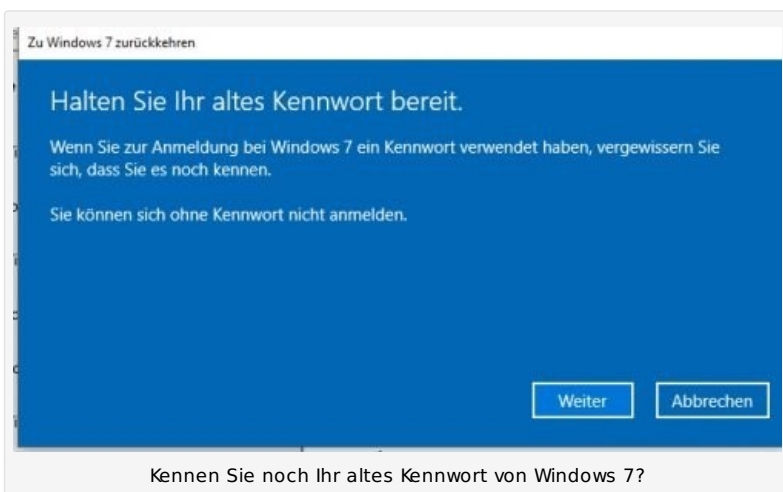 Zu Windows 7 zurückkehren
Halten Sie Ihr altes Kennwort bereit.
Wenn Sie zur Anmeldung bei Windows 7 ein Kennwort verwendet haben, vergewissern Sie
sich, dass Sie es noch kennen.
Sie können sich ohne Kennwort nicht anmelden.
Weiter
Abbrechen
Kennen Sie noch Ihr altes Kennwort von Windows 7?